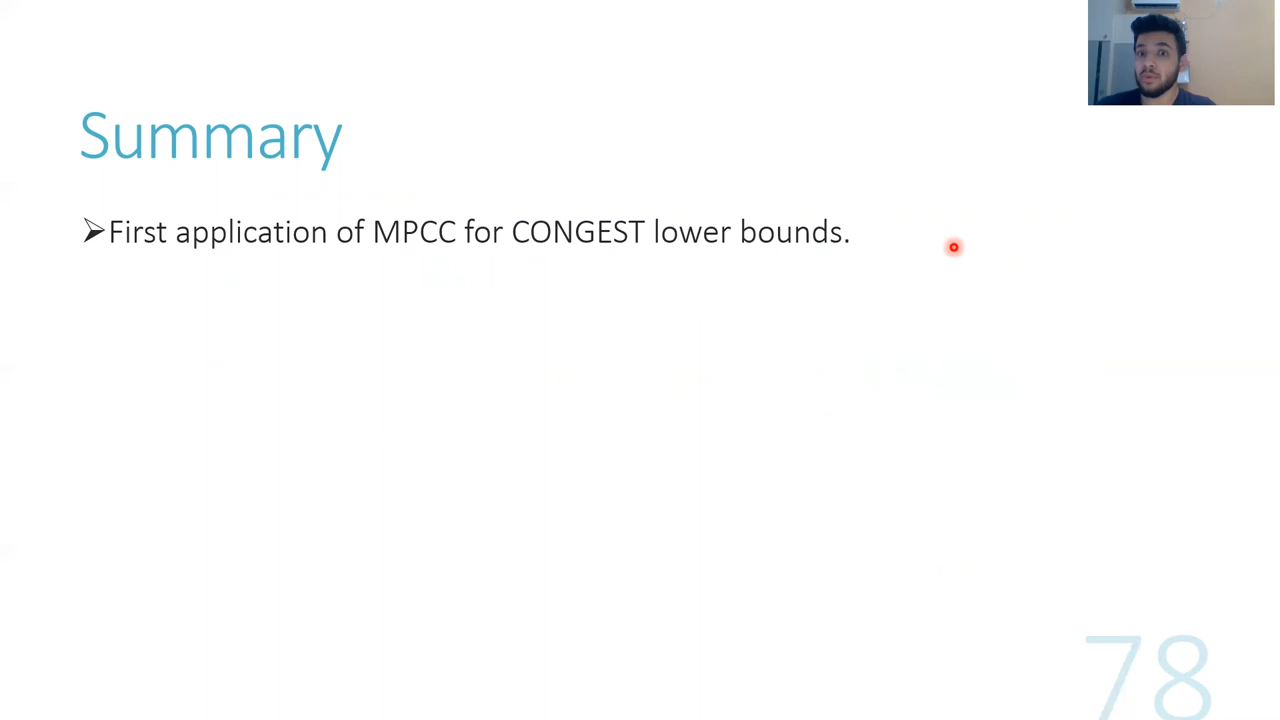 Summary
➢First application of MPCC for CONGEST lower bounds.
78